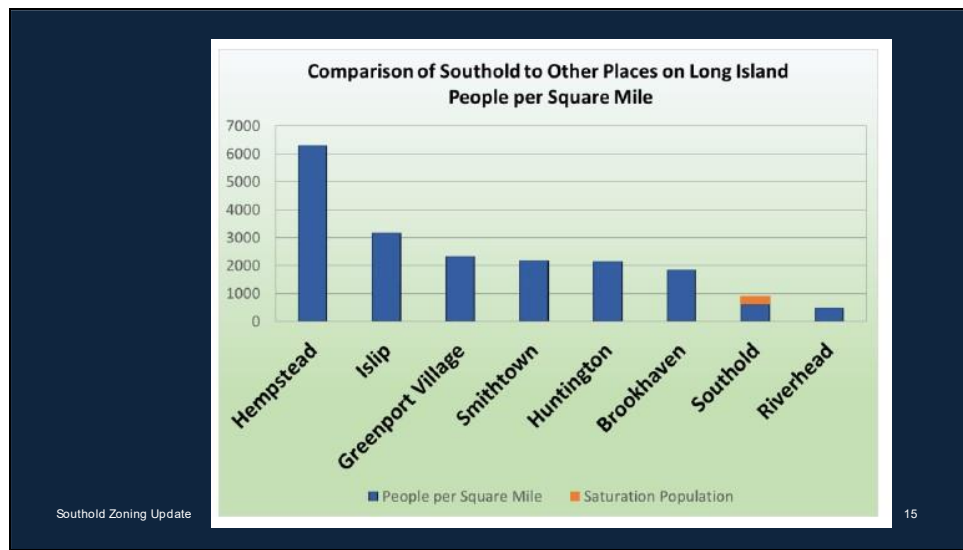 Comparison of Southold to Other Places on Long Island
People per Square Mile
7000
6000
5000
4000
3000
2000
1000
0
Hempstead
Islip
Greenport Village
Smithtown
Huntington
Brookhaven
Southold
Riverhead
People per Square Mile
Saturation Population
Southold Zoning Update
15